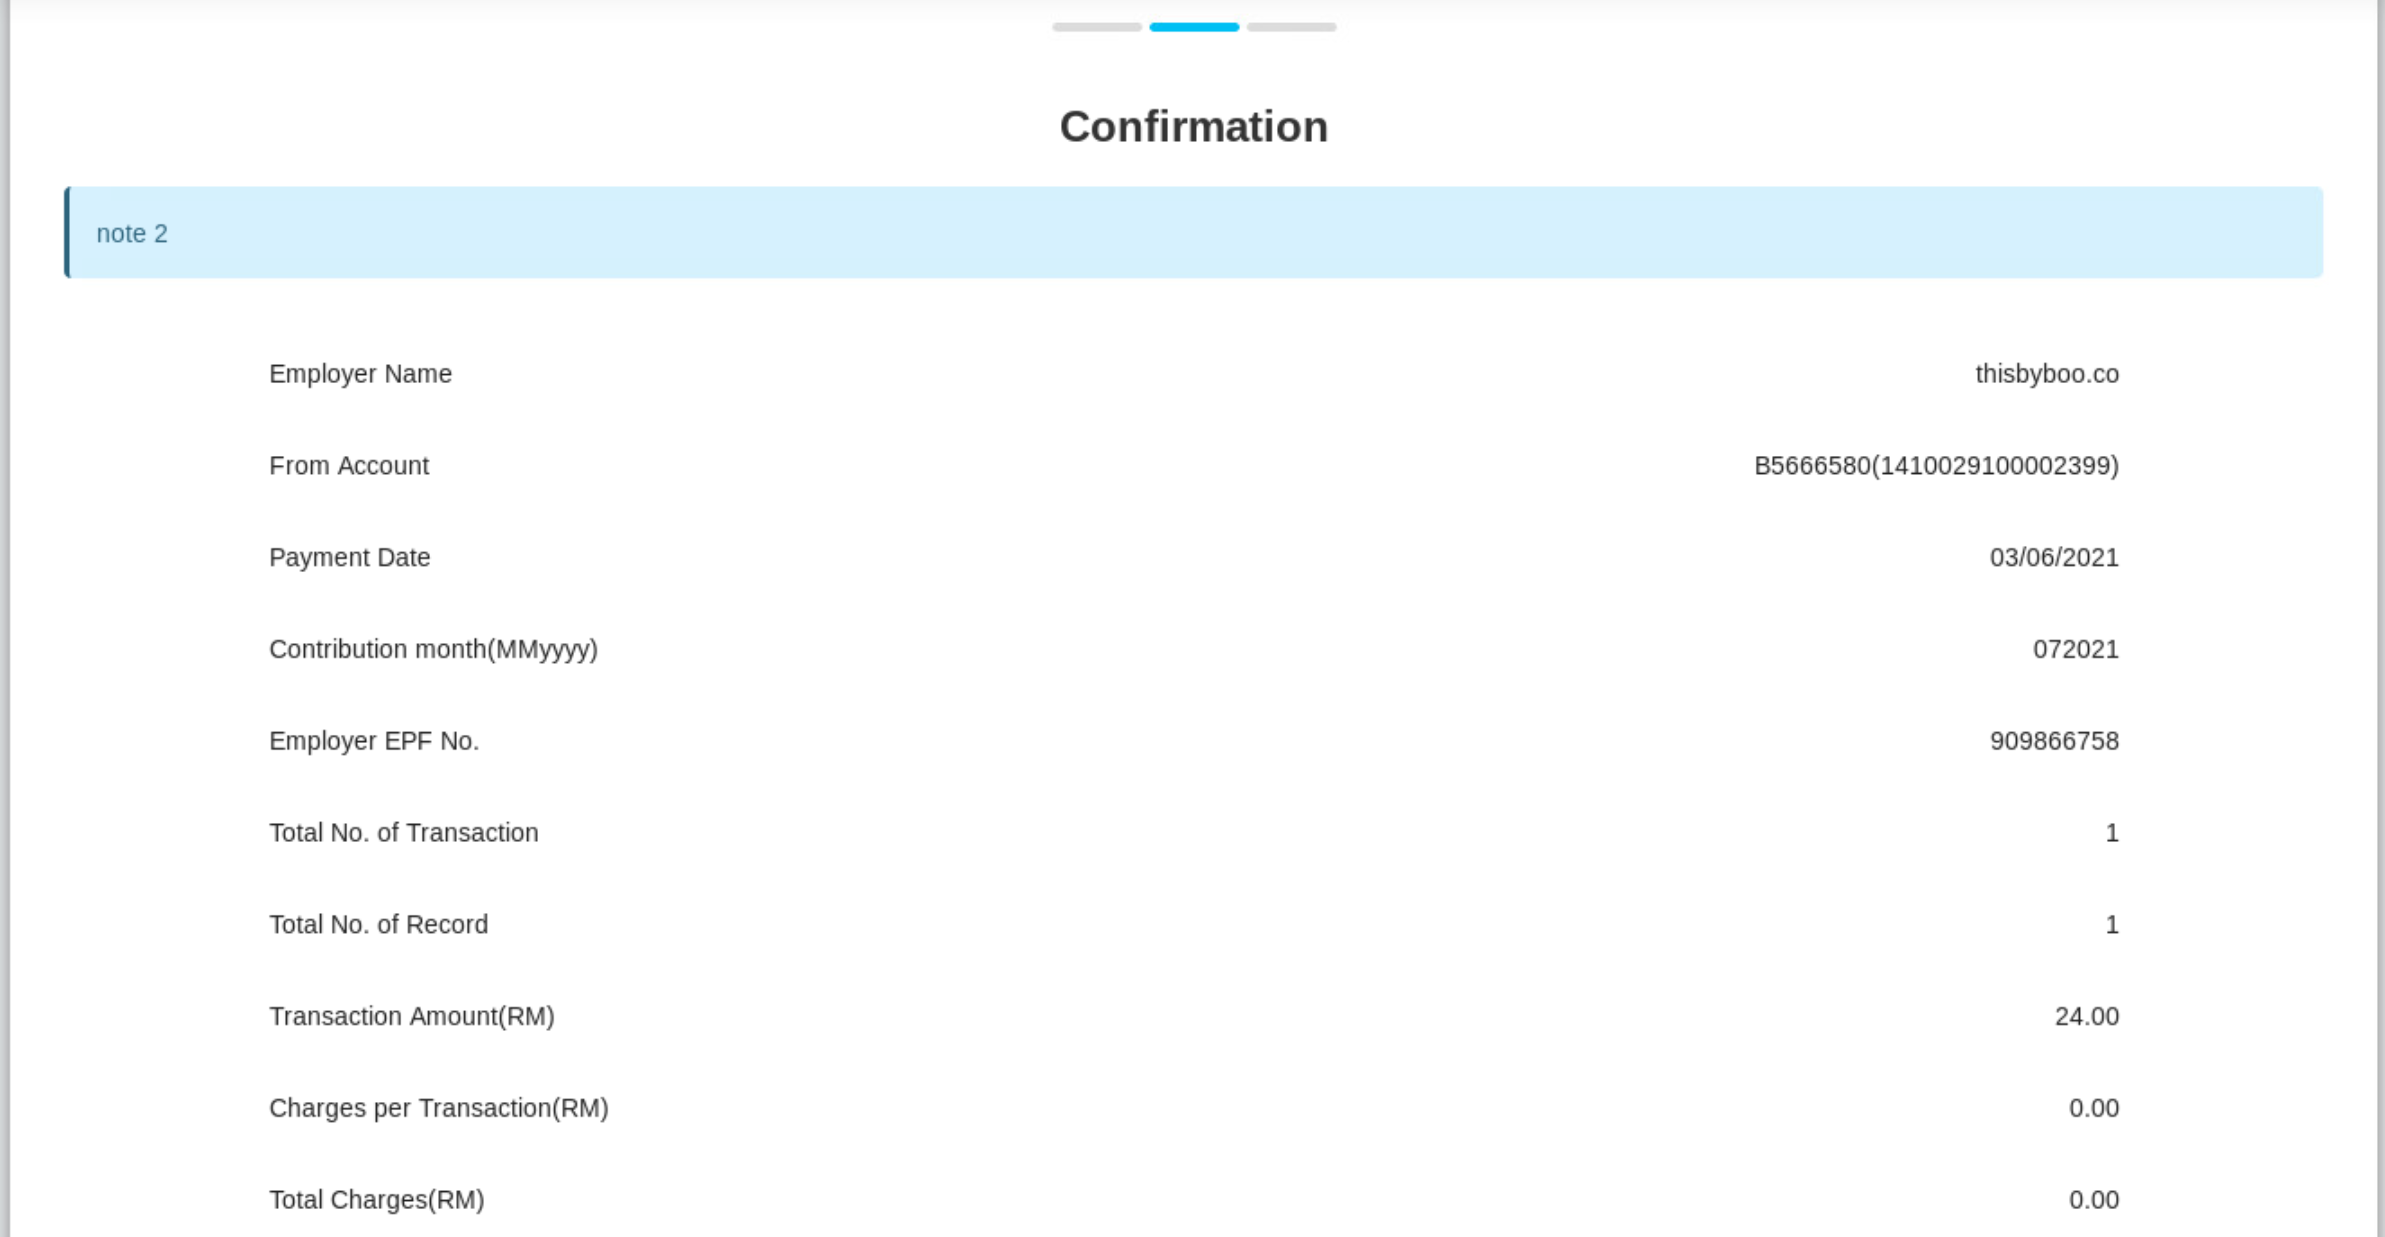 Confirmation
note 2
Employer Name thisbyboo.co
From Account B5666580(1410029100002399)
Payment Date 03/06/2021
Contribution month(MMyyyy) 072021
Employer EPF No. 909866758
Total No. of Transaction 1
Total No. of Record 1
Transaction Amount(RM) 24.00
Charges per Transaction(RM) 0.00
Total Charges(RM) 0.00